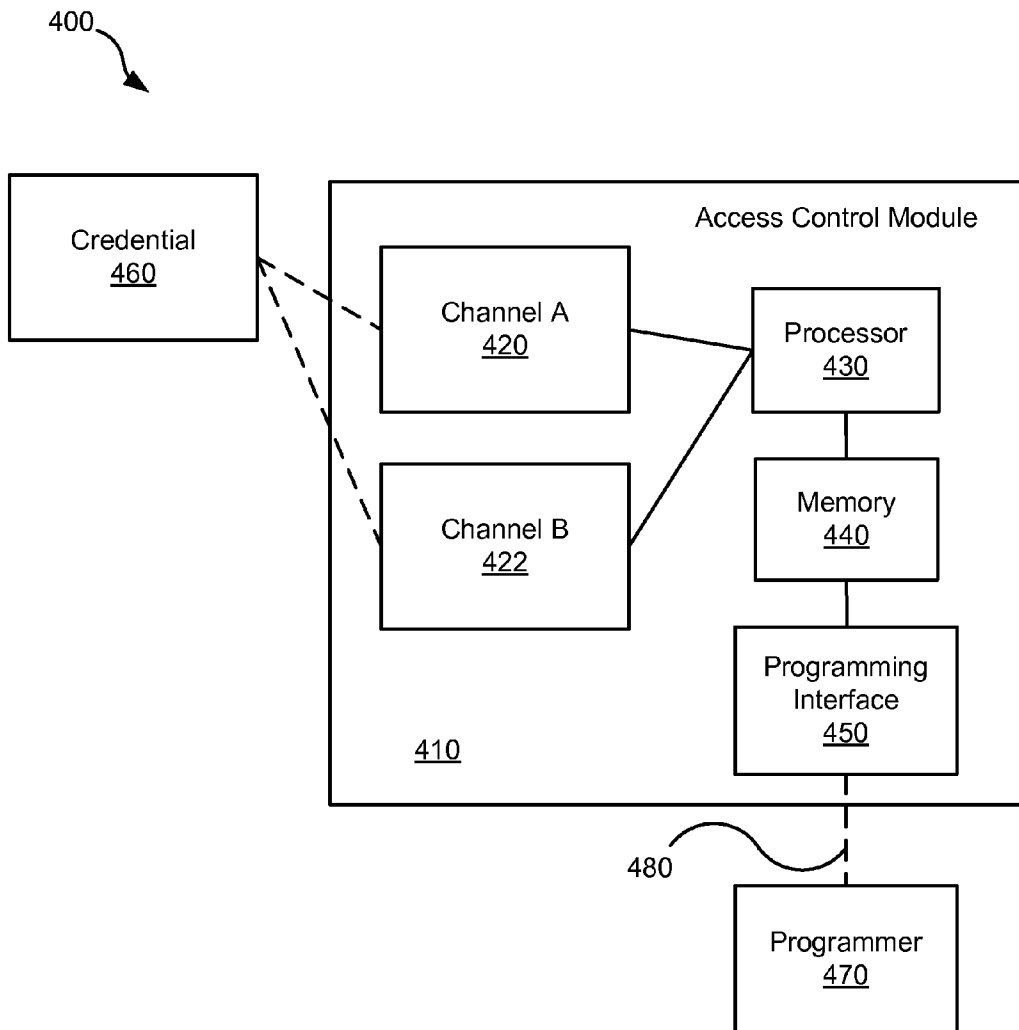 400
Credential
460
Access Control Module
Channel A
420
Processor
430
Channel B
422
Memory
440
Programming
Interface
450
410
480
Programmer
470